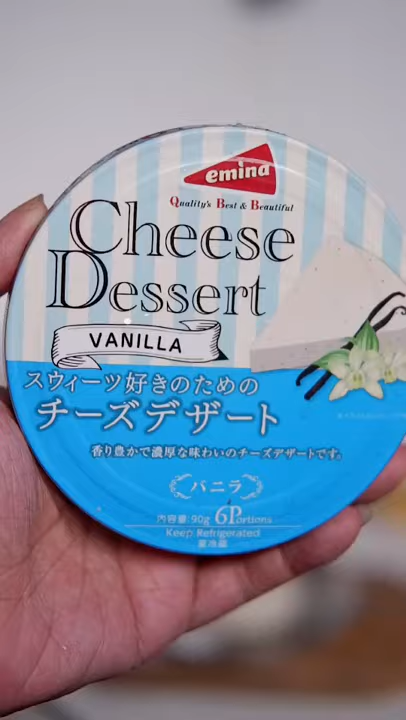 emina
Quality's Best & Beautiful
Cheese
Dessert
VANILLA
スウィーツ好きのための
チーズデザート
香り豊かで濃厚な味わいのチーズデザートです。
バニラ
内容量:90g 6Portions
Keep Refrigerated
要冷蔵